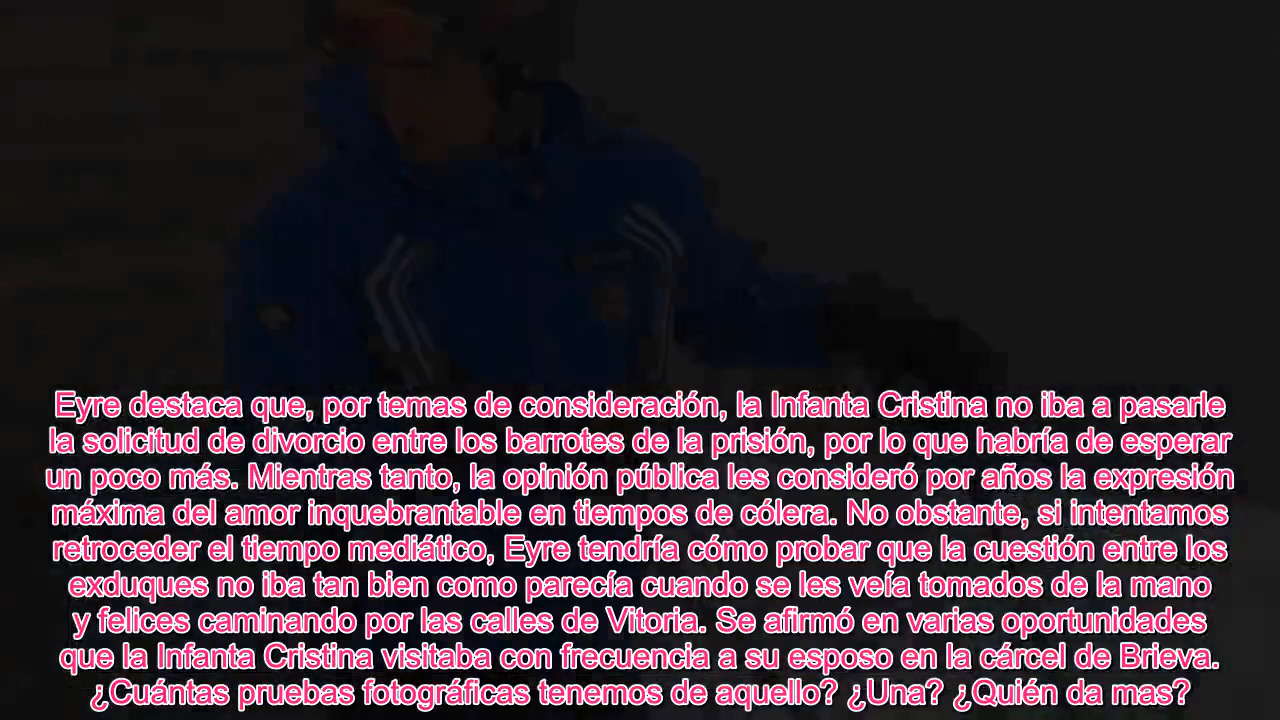 Eyre destaca que, por temas de consideración, la Infanta Cristina no iba a pasarle
la solicitud de divorcio entre los barrotes de la prisión, por lo que habría de esperar
un poco más. Mientras tanto, la opinión pública les consideró por años la expresión
máxima del amor inquebrantable en tiempos de cólera. No obstante, si intentamos
retroceder el tiempo mediático, Eyre tendría cómo probar que la cuestión entre los
exduques no iba tan bien como parecía cuando se les veía tomados de la mano
y felices caminando por las calles de Vitoria. Se afirmó en varias oportunidades
que la Infanta Cristina visitaba con frecuencia a su esposo en la cárcel de Brieva.
¿Cuántas pruebas fotográficas tenemos de aquello? ¿Una? ¿Quién da mas?